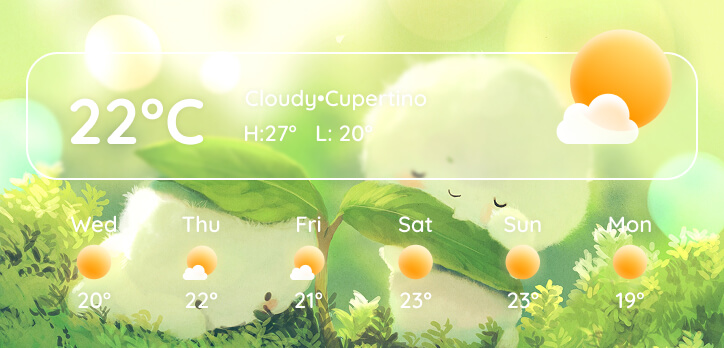 22°C
Cloudy•Cupertino
H:27° L: 20°
Wed Thu Fri Sat Sun Mon
20° 22° 21° 23° 23° 19°